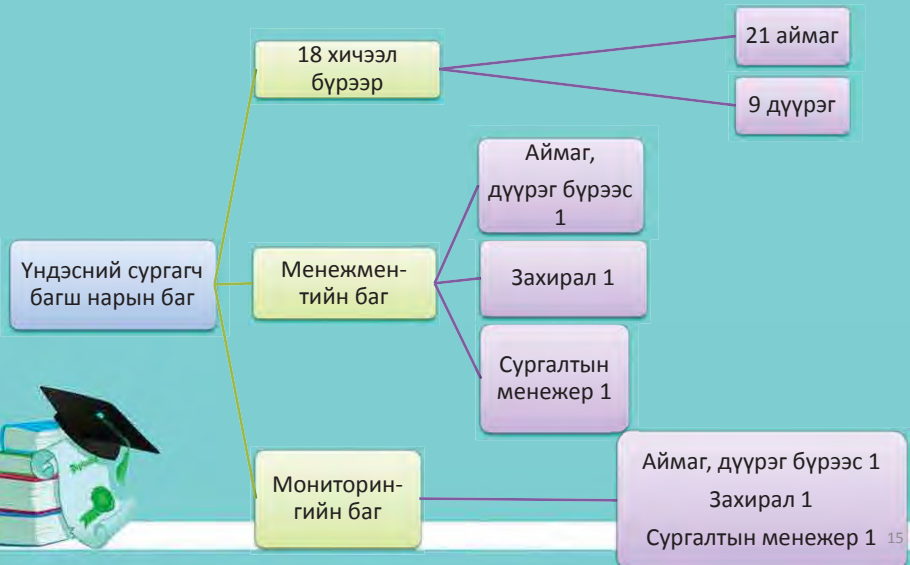 18 хичээл
бүрээр
21 аймаг
9 дүүрэг
Үндэсний сургагч
багш нарын баг
Менежмен-
тийн баг
Аймаг,
дүүрэг бүрээс
1
Захирал 1
Сургалтын
менежер 1
Мониторин-
гийн баг
Аймаг, дүүрэг бүрээс 1
Захирал 1
Сургалтын менежер 1
15